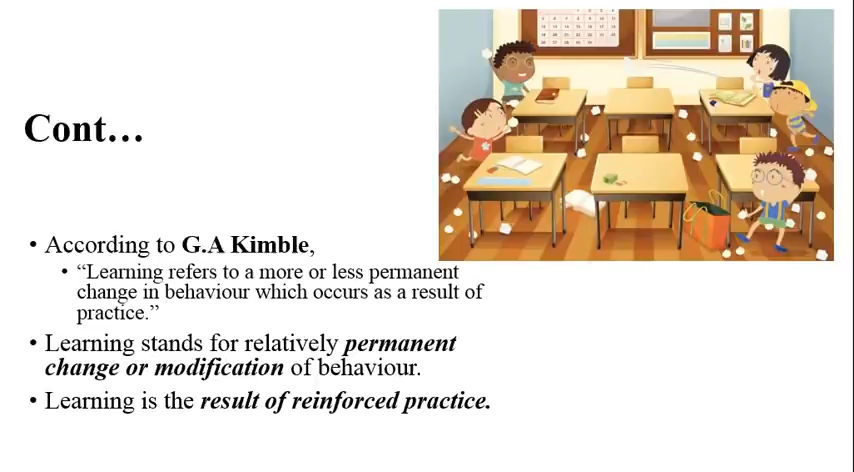 Cont…
• According to G.A Kimble,
• “Learning refers to a more or less permanent
change in behaviour which occurs as a result of
practice.”
• Learning stands for relatively permanent
change or modification of behaviour.
• Learning is the result of reinforced practice.